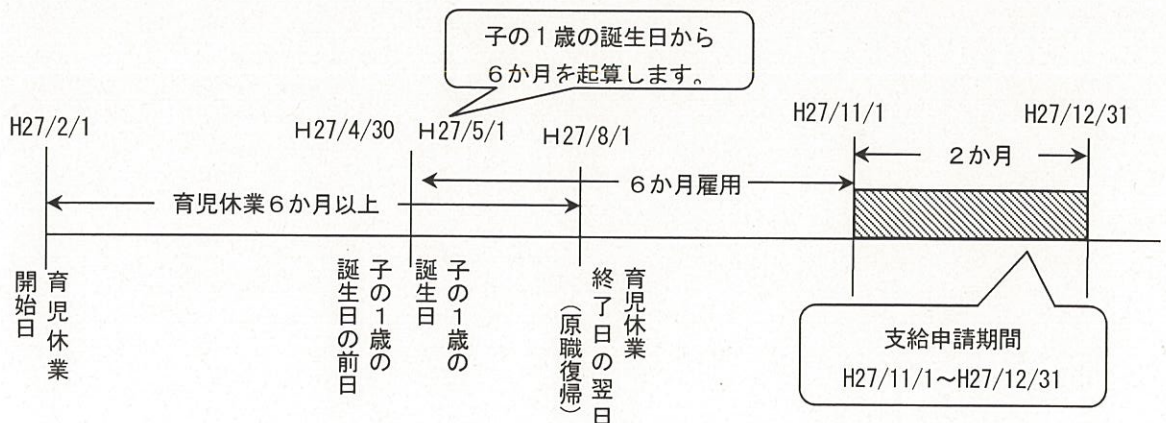 子の１歳の誕生日から
６か月を起算します。
H27/2/1
H27/4/30
H27/5/1
H27/8/1
H27/11/1
H27/12/31
２か月
６か月雇用
育児休業６か月以上
育児休業
開始日
子の１歳の
誕生日の前日
子の１歳の
誕生日
育児休業
終了日の翌日
（原職復帰）
支給申請期間
H27/11/1～H27/12/31